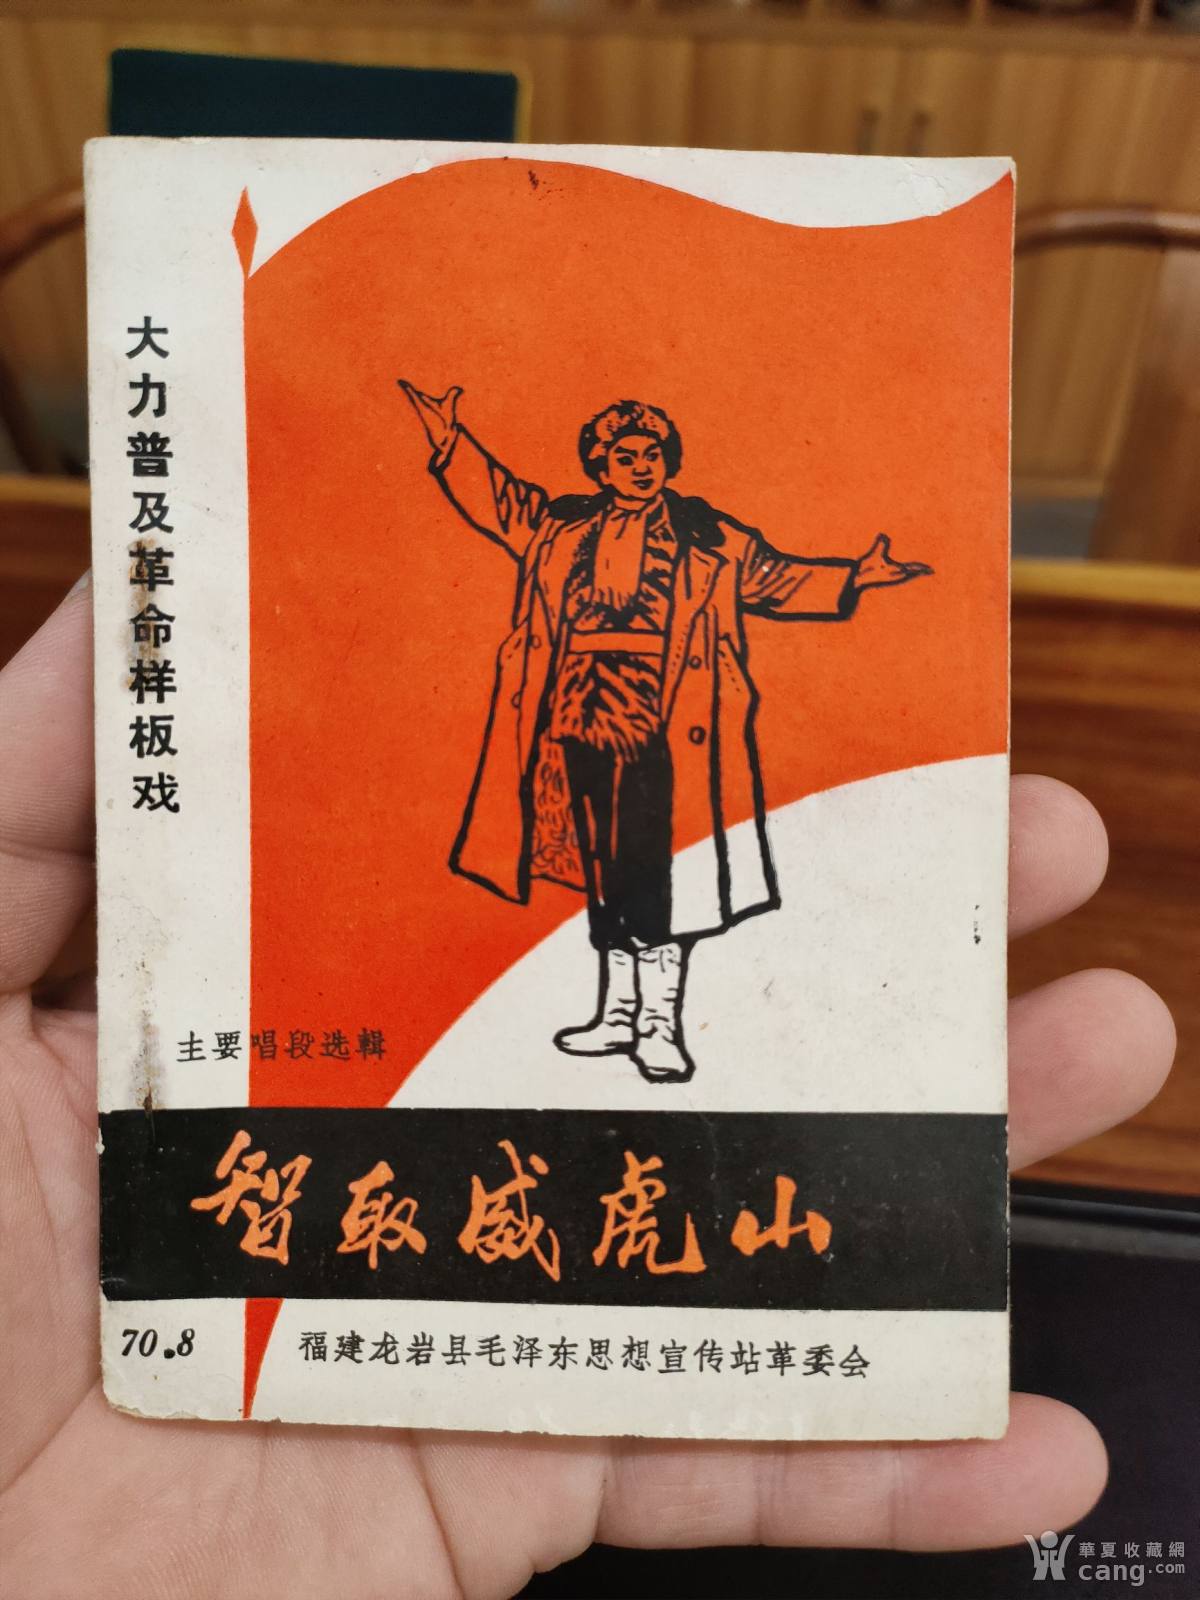 大力普及革命样板戏
主要唱段选輯
智取威虎山
70.8
福建龙岩县毛泽东思想宣传站革委会
華夏收藏網
cang.com